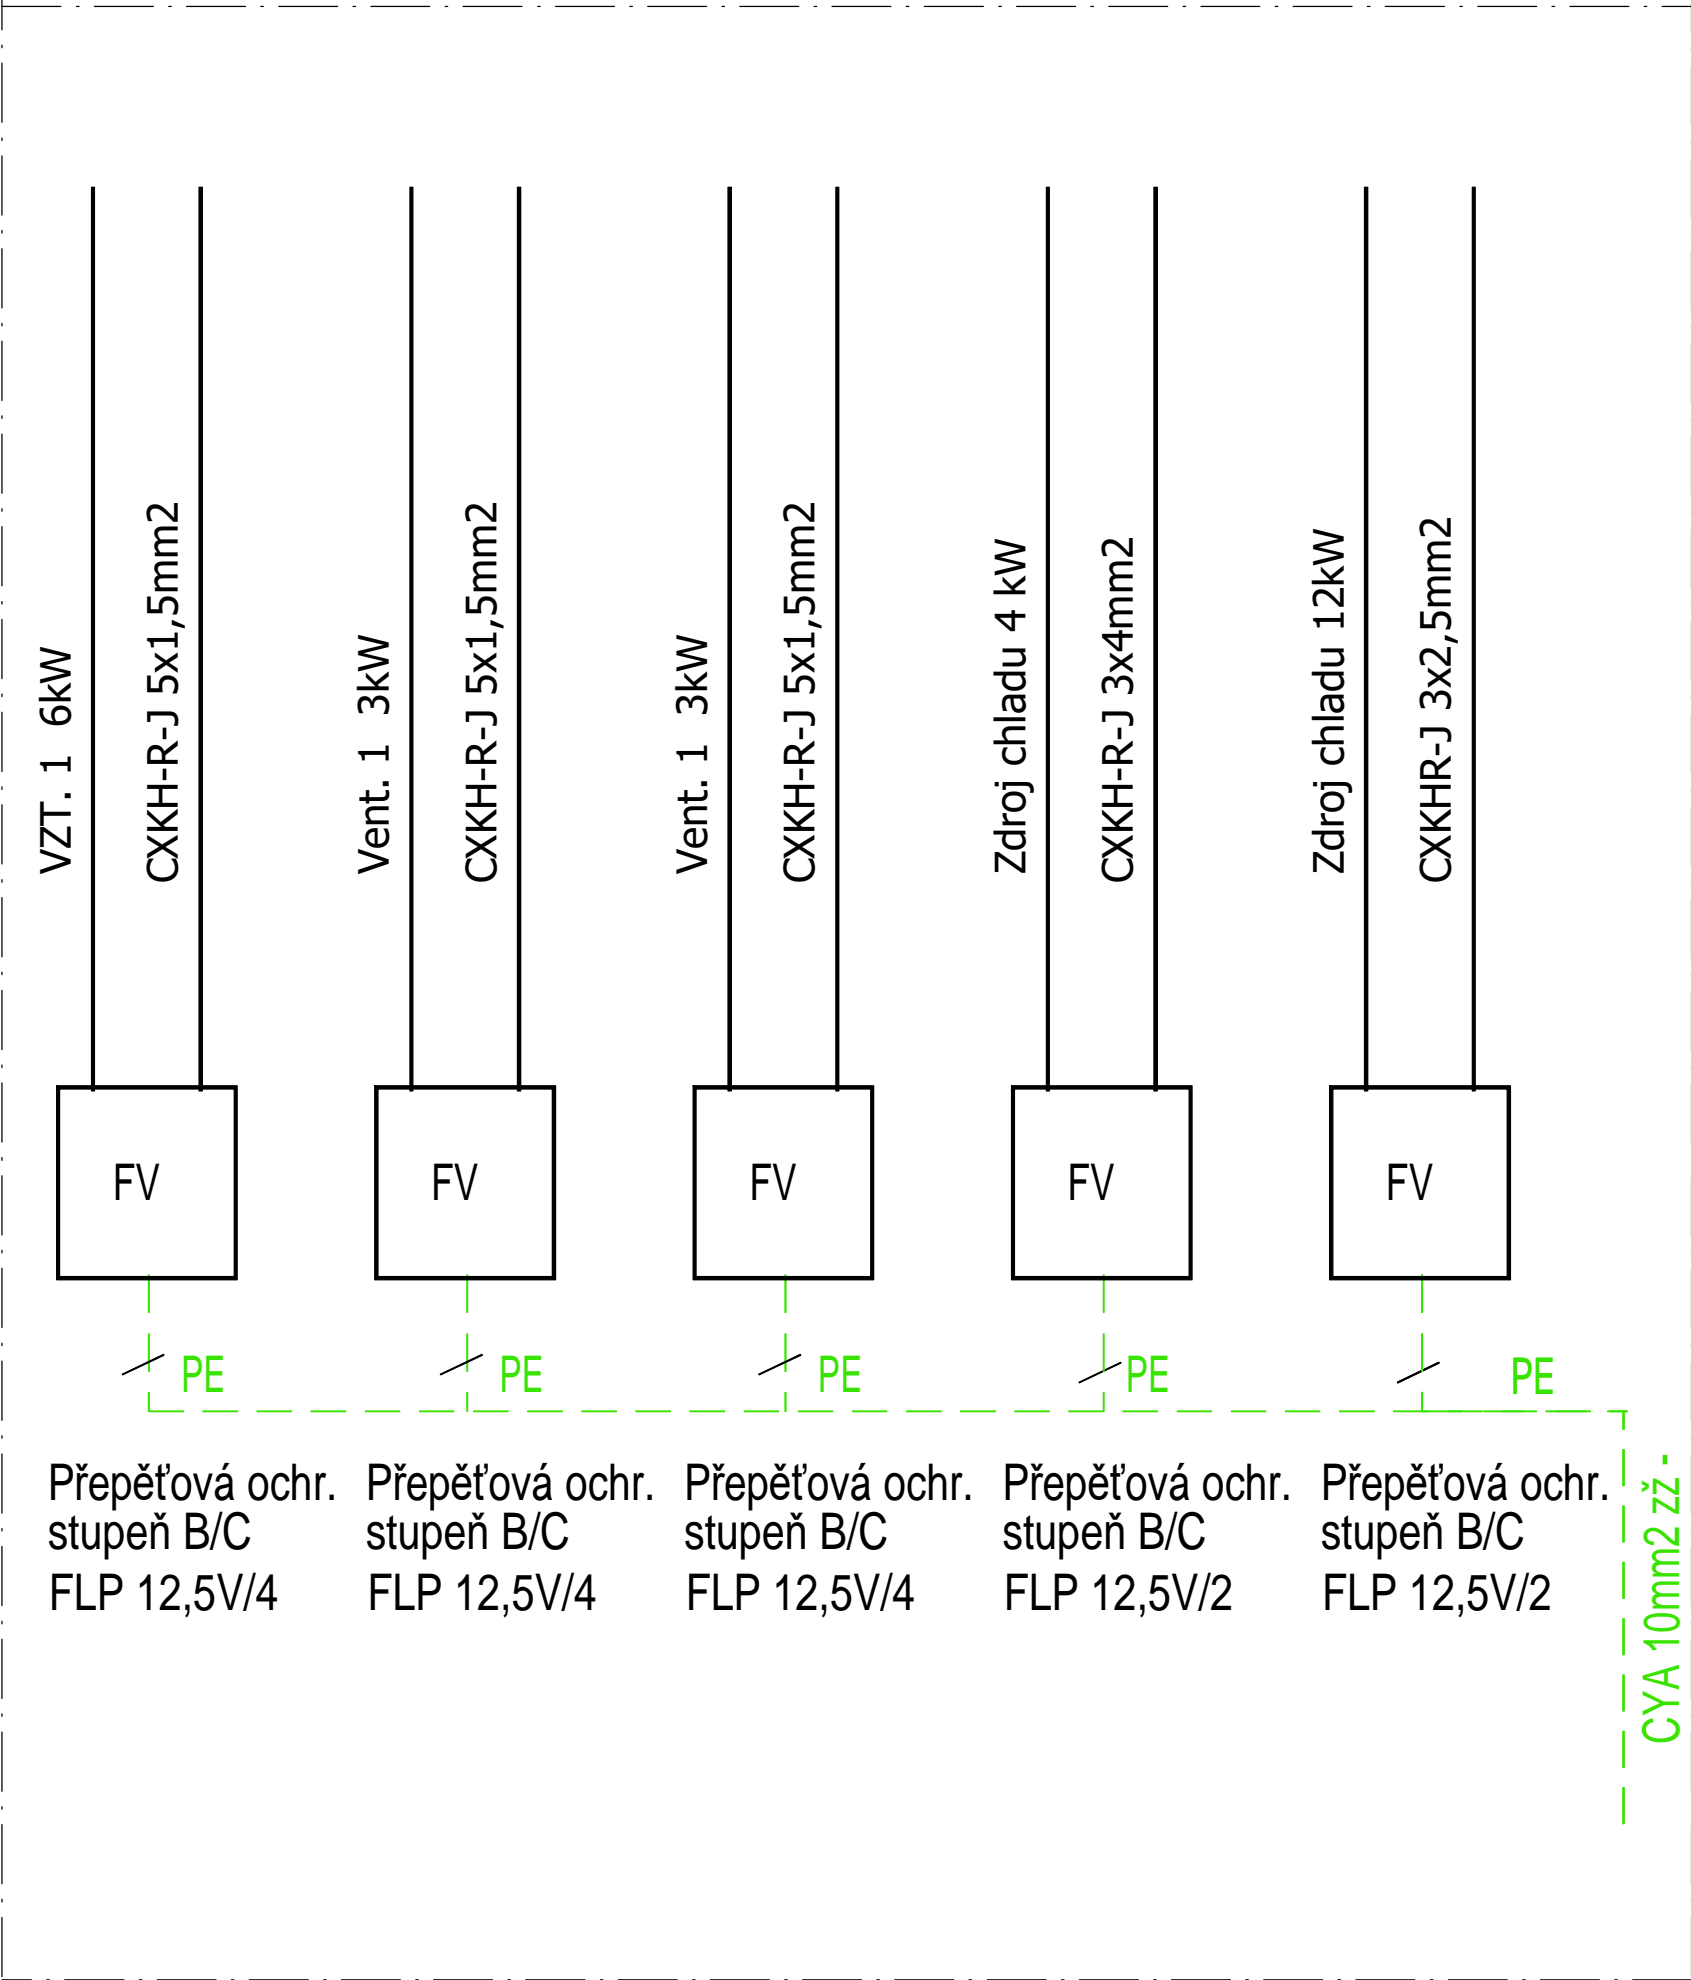 VZT. 1 6kW
CXKH-R-J 5x1,5mm2
Vent. 1 3kW
CXKH-R-J 5x1,5mm2
Vent. 1 3kW
CXKH-R-J 5x1,5mm2
Zdroj chladu 4 kW
CXKH-R-J 3x4mm2
Zdroj chladu 12kW
CXKHR-J 3x2,5mm2
FV
FV
FV
FV
FV
PE
PE
PE
PE
PE
Přepěťová ochr.
stupeň B/C
FLP 12,5V/4
Přepěťová ochr.
stupeň B/C
FLP 12,5V/4
Přepěťová ochr.
stupeň B/C
FLP 12,5V/4
Přepěťová ochr.
stupeň B/C
FLP 12,5V/2
Přepěťová ochr.
stupeň B/C
FLP 12,5V/2
CYA 10mm2 zž -